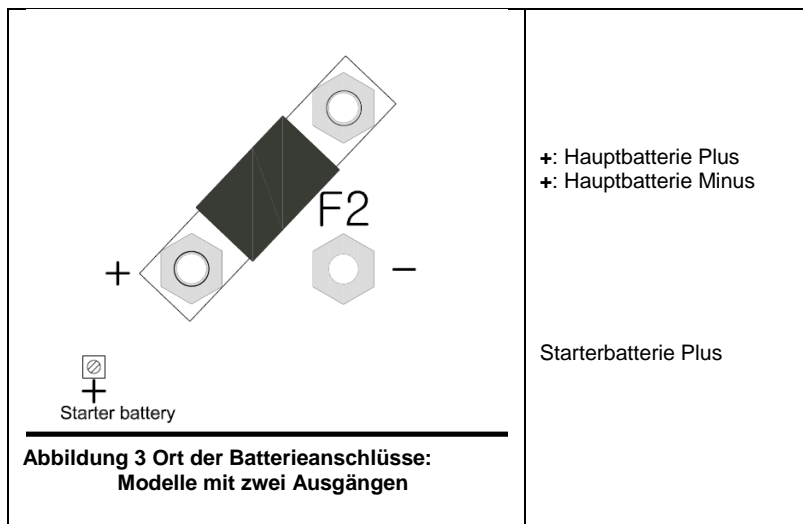 F2
+
−
+
Starter battery
Abbildung 3 Ort der Batterieanschlüsse:
Modelle mit zwei Ausgängen
+: Hauptbatterie Plus
+: Hauptbatterie Minus
Starterbatterie Plus